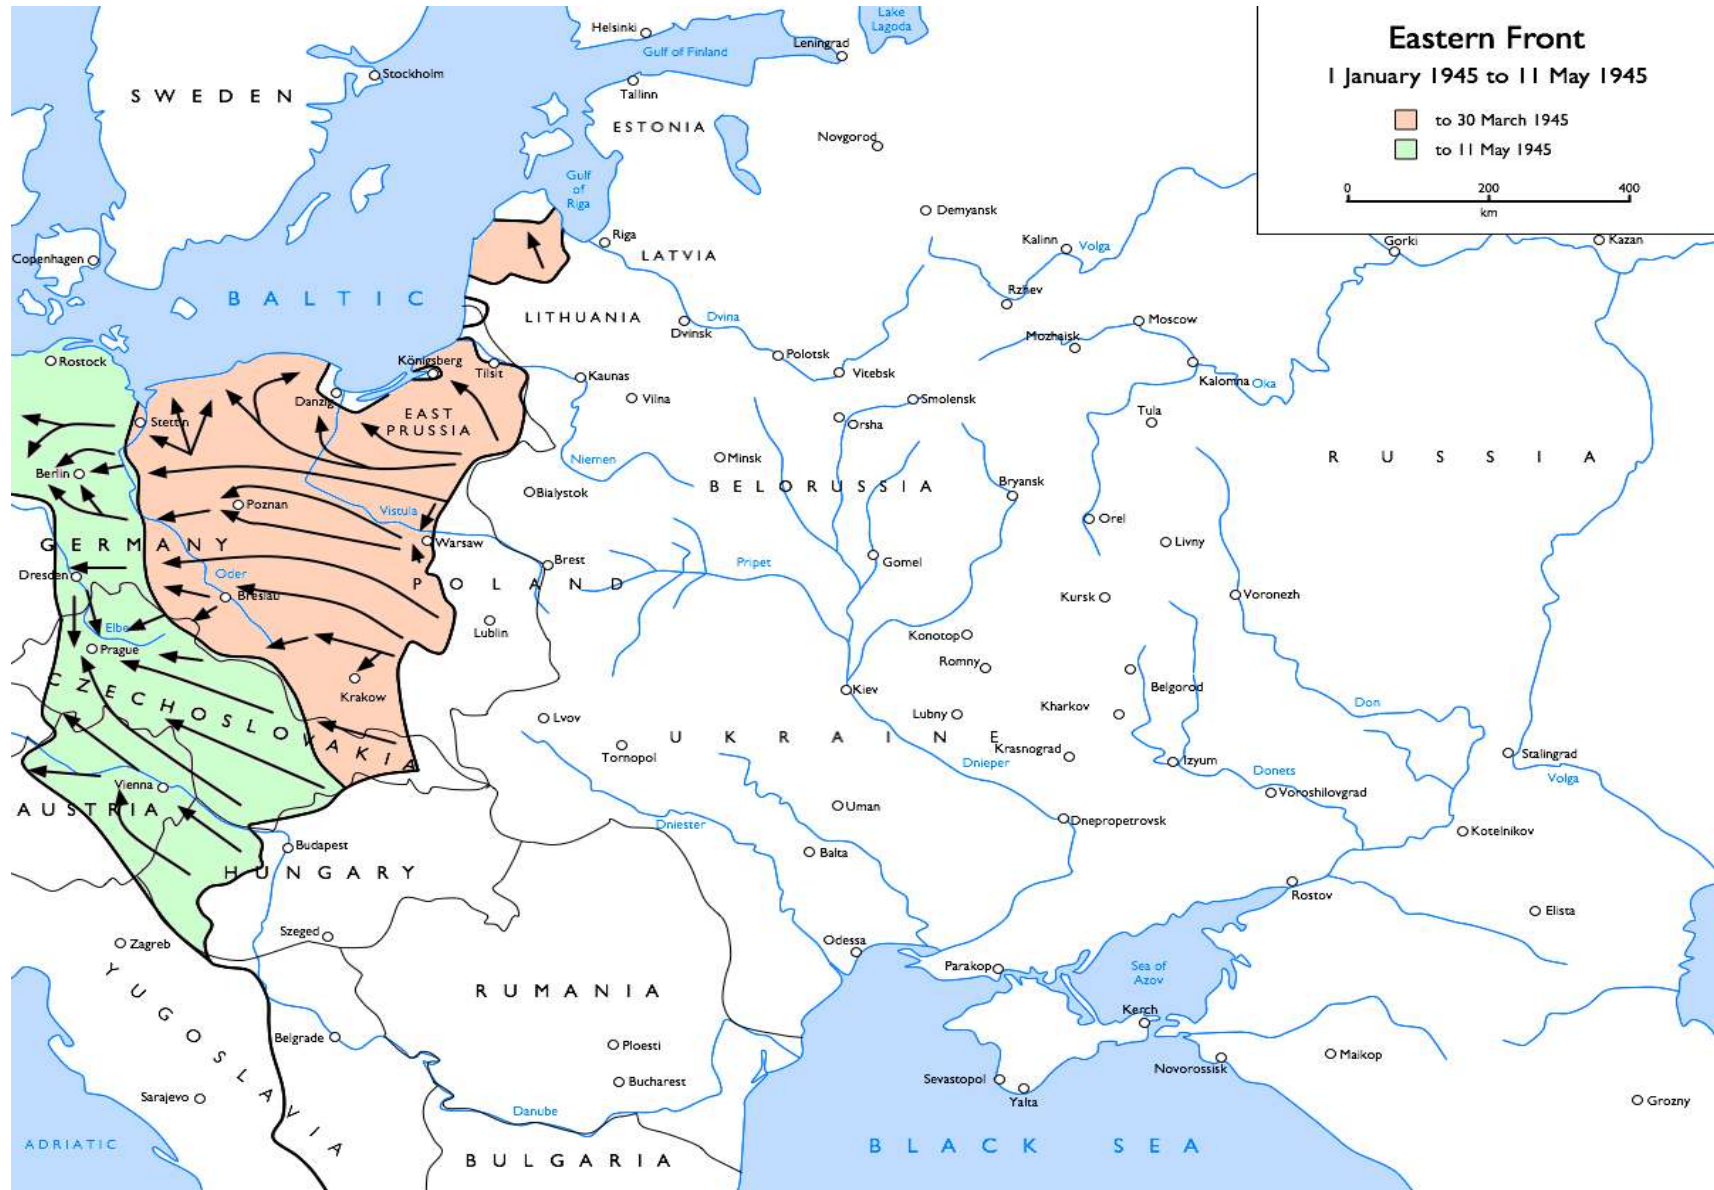 Eastern Front
1 January 1945 to 11 May 1945
to 30 March 1945
to 11 May 1945
0 200 400
km
Lake
Lagoda
Helsinki
Gulf of Finland
Leningrad
Stockholm
SWEDEN
Tallinn
ESTONIA
Novgorod
Gulf
of
Riga
Demyansk
Riga
LATVIA
Kalinn
Volga
Gorki
Kazan
Copenhagen
BALTIC
Rzhev
LITHUANIA
Dvina
Dvinsk
Moscow
Mozhaisk
Polotsk
Rostock
Königsberg
Tilsit
Kaunas
Vitebsk
Kalomna
Oka
Danzig
Vilna
Smolensk
EAST
PRUSSIA
Tula
Stettin
Orsha
Niemen
Minsk
RUSSIA
Berlin
Bialystok
BELORUSSIA
Bryansk
Poznan
Vistula
Orel
GERMANY
Warsaw
Livny
Brest
Pripet
Gomel
Dresden
Oder
POLAND
Breslau
Kursk
Voronezh
Elbe
Lublin
Konotop
Prague
Romny
CZECHOSLOVAKIA
Krakow
Kiev
Belgorod
Lvov
Lubny
Kharkov
Don
UKRAINE
Krasnograd
Tornopol
Dnieper
Izyum
Donets
Stalingrad
Volga
Vienna
Voroshilovgrad
AUSTRIA
Uman
Dniester
Dnepropetrovsk
Kotelnikov
Budapest
Balta
HUNGARY
Rostov
Elista
Szeged
Zagreb
Odessa
Parakop
Sea of
Azov
YUGOSLAVIA
RUMANIA
Kerch
Belgrade
Ploesti
Maikop
Novorossisk
Bucharest
Sevastopol
Yalta
Sarajevo
Grozny
Danube
ADRIATIC
BLACK SEA
BULGARIA